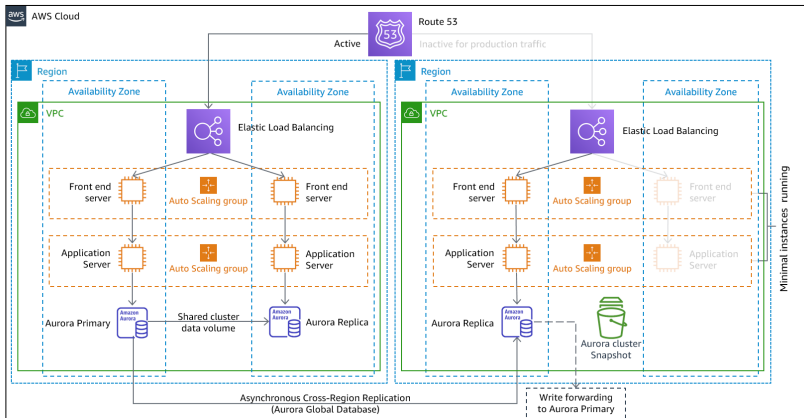 aws
AWS Cloud
Route 53
53
Active
Inactive for production traffic
Region
Availability Zone
Availability Zone
VPC
Elastic Load Balancing
Front end
server
Auto Scaling group
Front end
server
Application
Server
Auto Scaling group
Application
Server
Aurora Primary
Amazon
Aurora
Shared cluster
data volume
Amazon
Aurora
Aurora Replica
Region
Availability Zone
Availability Zone
VPC
Elastic Load Balancing
Front end
server
Auto Scaling group
Front end
server
Application
Server
Auto Scaling group
Application
Server
Minimal instances running
Aurora Replica
Amazon
Aurora
Aurora cluster
Snapshot
Asynchronous Cross-Region Replication
(Aurora Global Database)
Write forwarding
to Aurora Primary